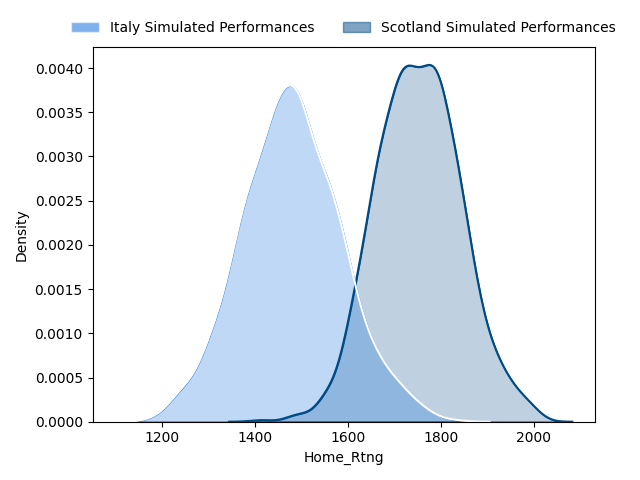 Italy Simulated Performances
Scotland Simulated Performances
0.0040
0.0035
0.0030
0.0025
0.0020
0.0015
0.0010
0.0005
0.0000
Density
1200 1400 1600 1800 2000
Home_Rtng